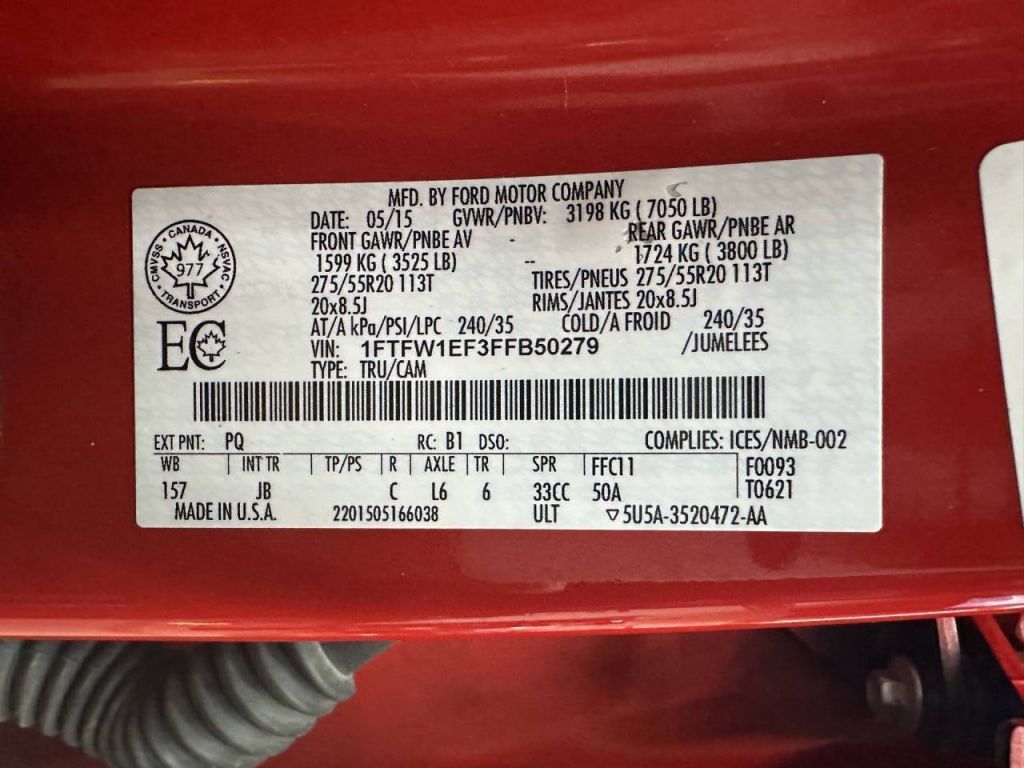 MFD. BY FORD MOTOR COMPANY
DATE: 05/15 GVWR/PNBV: 3198 KG ( 7050 LB)
FRONT GAWR/PNBE AV REAR GAWR/PNBE AR
1599 KG ( 3525 LB) -- 1724 KG ( 3800 LB)
275/55R20 113T TIRES/PNEUS 275/55R20 113T
20x8.5J RIMS/JANTES 20x8.5J
AT/A kPa/PSI/LPC 240/35 COLD/A FROID 240/35
VIN: 1FTFW1EF3FFB50279 /JUMELEES
TYPE: TRU/CAM
CANADA
CMVSS • NSVAC
977
TRANSPORT
EC
EXT PNT: PQ RC: B1 DSO: COMPLIES: ICES/NMB-002
WB | INT TR | TP/PS | R | AXLE | TR | SPR | FFC11 | F0093
157 JB C L6 6 33CC 50A T0621
MADE IN U.S.A. 2201505166038 ULT ▽5U5A-3520472-AA